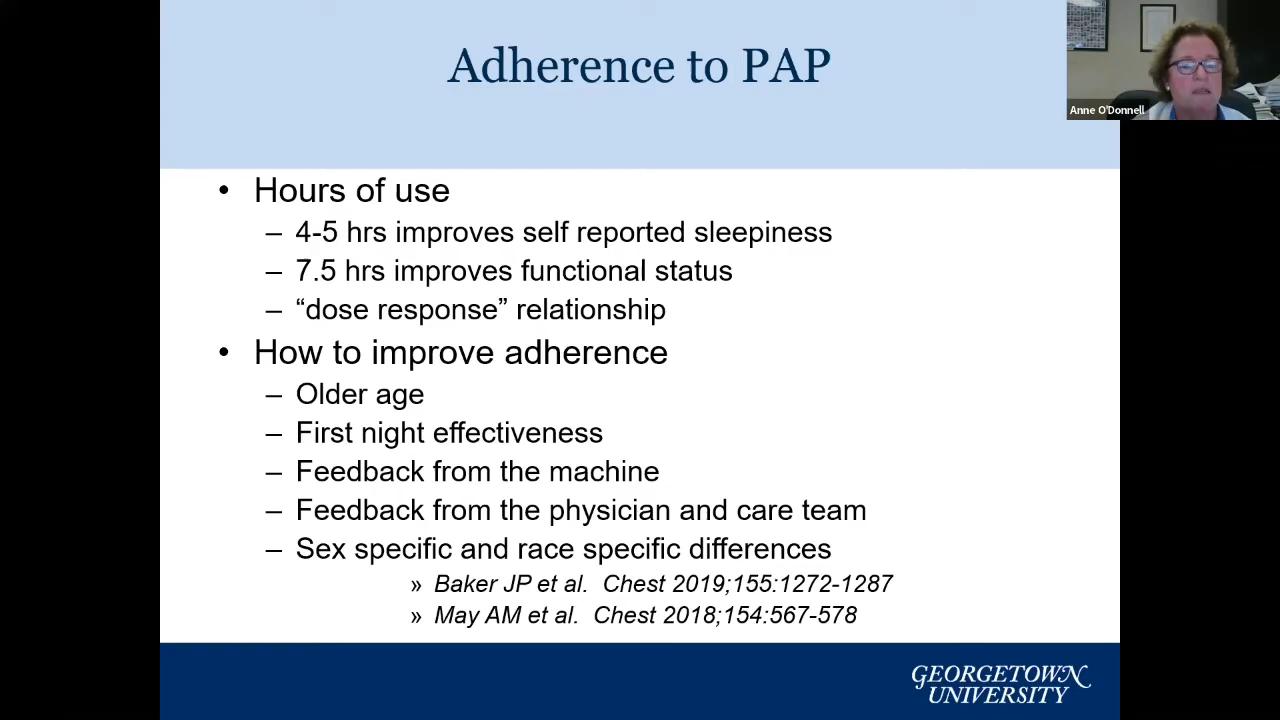 Adherence to PAP
Anne O'Donnell
• Hours of use
– 4-5 hrs improves self reported sleepiness
– 7.5 hrs improves functional status
– “dose response” relationship
• How to improve adherence
– Older age
– First night effectiveness
– Feedback from the machine
– Feedback from the physician and care team
– Sex specific and race specific differences
» Baker JP et al. Chest 2019;155:1272-1287
» May AM et al. Chest 2018;154:567-578
GEORGETOWN
UNIVERSITY